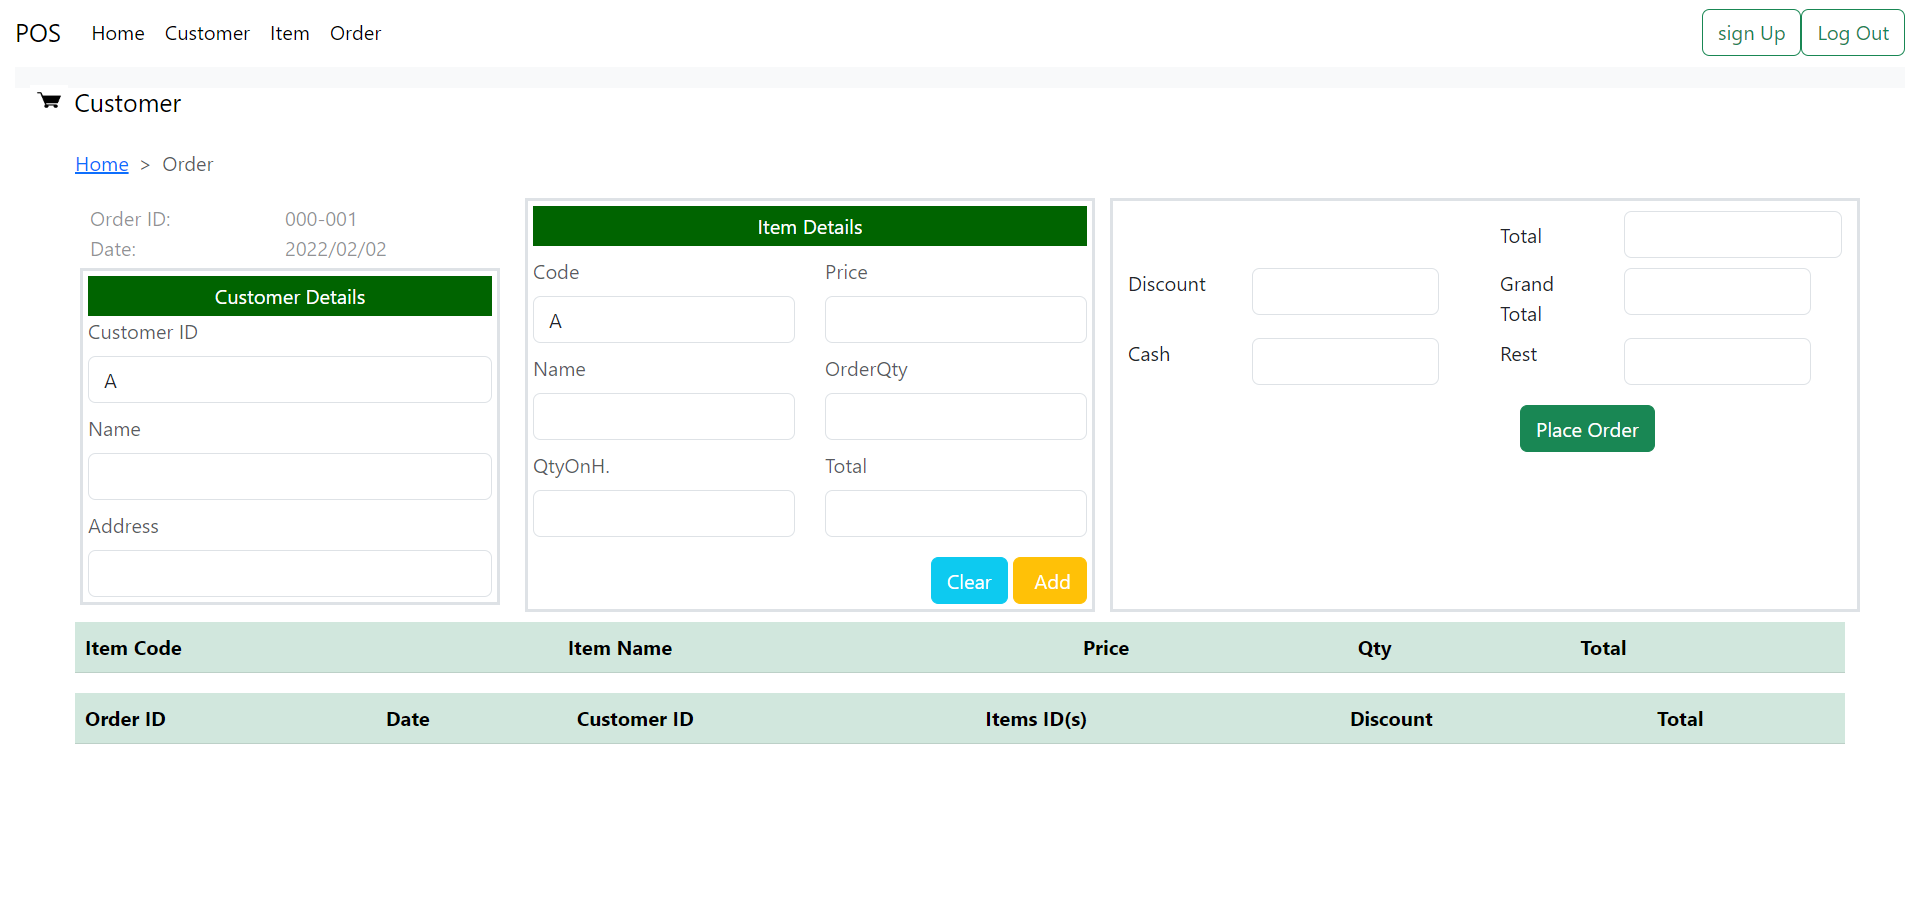 POS Home Customer Item Order sign Up Log Out
Customer
Home > Order
Order ID: 000-001
Date: 2022/02/02
Customer Details
Customer ID
A
Name
Address
Item Details
Code Price
A
Name OrderQty
QtyOnH. Total
Clear Add
Total
Discount Grand Total
Cash Rest
Place Order
Item Code Item Name Price Qty Total
Order ID Date Customer ID Items ID(s) Discount Total